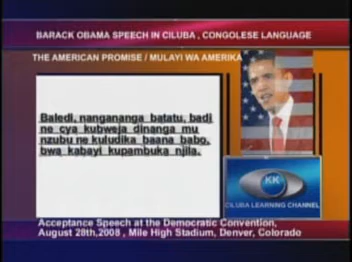 BARACK OBAMA SPEECH IN CILUBA , CONGOLESE LANGUAGE
THE AMERICAN PROMISE / MULAYI WA AMERIKA
Baledi, nangananga batatu, badi
ne cya kubweja dinanga mu
nzubu ne kuludika baana babo,
bwa kabayi kupambuka njila.
KK
CILUBA LEARNING CHANNEL
Acceptance Speech at the Democratic Convention,
August 28th,2008 , Mile High Stadium, Denver, Colorado